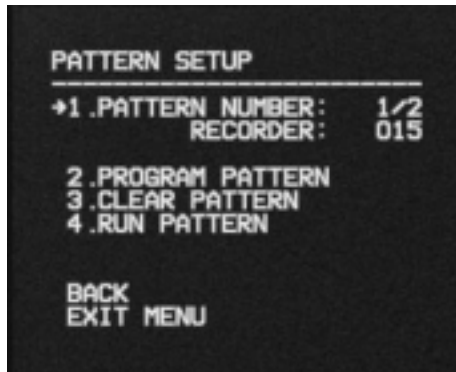 PATTERN SETUP
------------------------
→1.PATTERN NUMBER: 1/2
RECORDER: 015
2.PROGRAM PATTERN
3.CLEAR PATTERN
4.RUN PATTERN
BACK
EXIT MENU